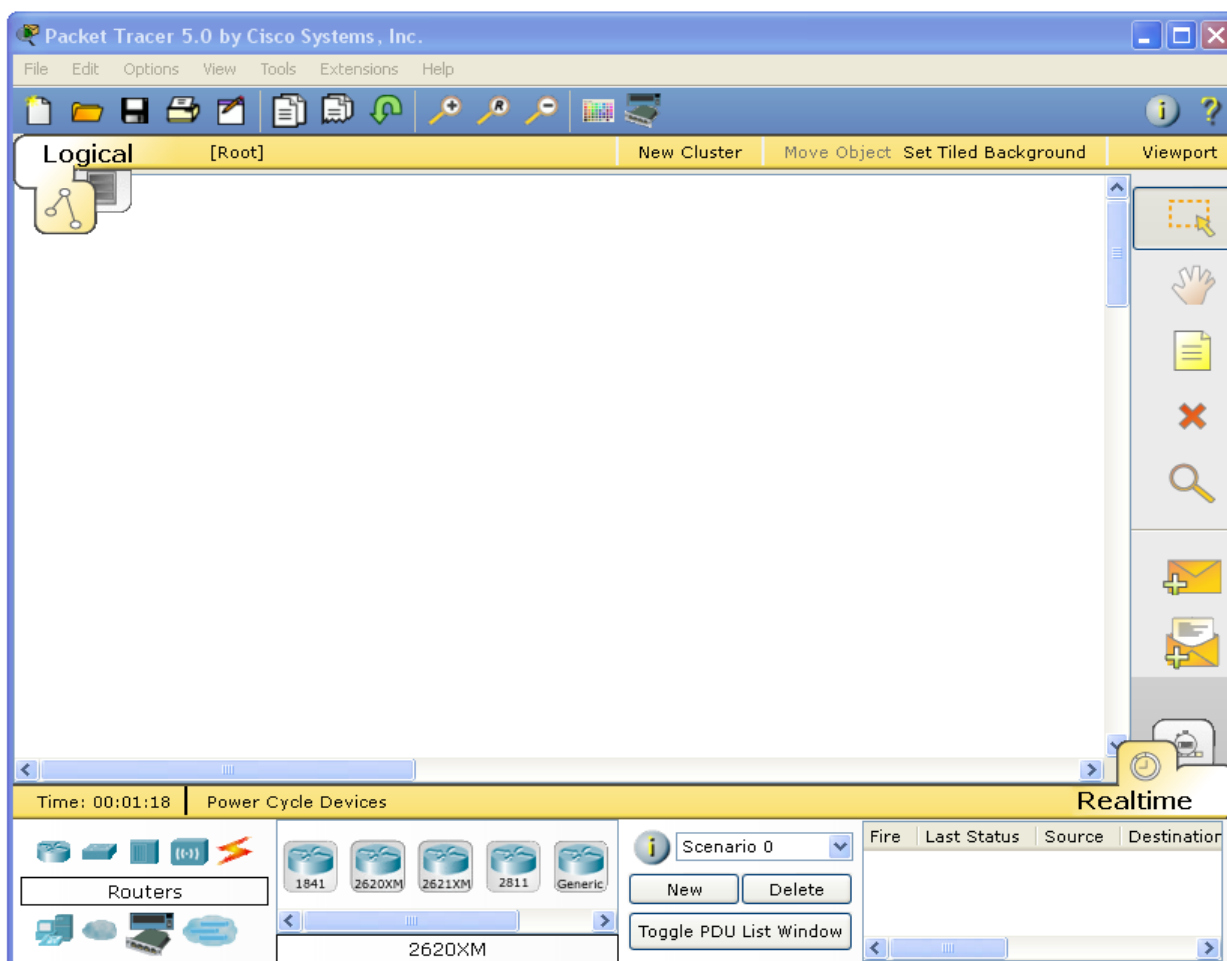 Packet Tracer 5.0 by Cisco Systems, Inc.
File Edit Options View Tools Extensions Help
R i ?
Logical [Root] New Cluster Move Object Set Tiled Background Viewport
Time: 00:01:18 Power Cycle Devices Realtime
Fire Last Status Source Destination
i Scenario 0
1841 2620XM 2621XM 2811 Generic
Routers New Delete
Toggle PDU List Window
2620XM